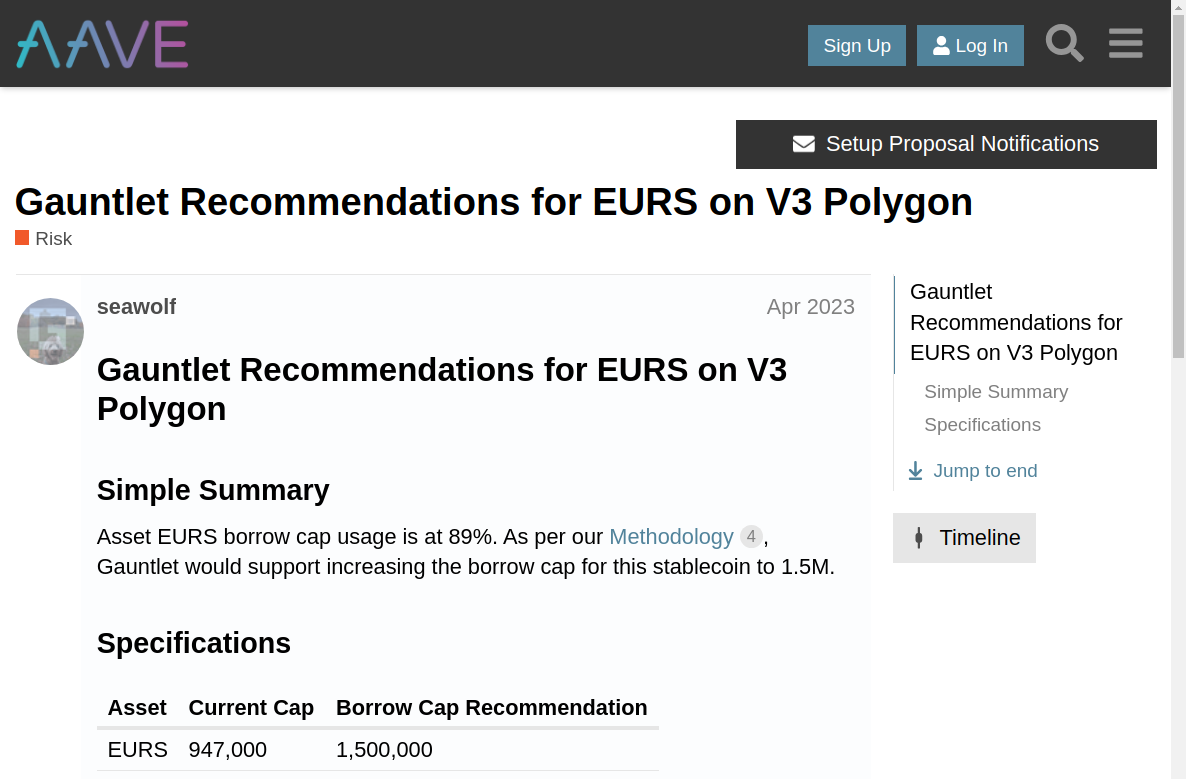 AAVE
Sign Up
Log In
Setup Proposal Notifications
Gauntlet Recommendations for EURS on V3 Polygon
Risk
seawolf
Apr 2023
Gauntlet Recommendations for EURS on V3
Polygon
Simple Summary
Asset EURS borrow cap usage is at 89%. As per our Methodology 4,
Gauntlet would support increasing the borrow cap for this stablecoin to 1.5M.
Specifications
Asset Current Cap Borrow Cap Recommendation
EURS 947,000 1,500,000
Gauntlet
Recommendations for
EURS on V3 Polygon
Simple Summary
Specifications
Jump to end
Timeline